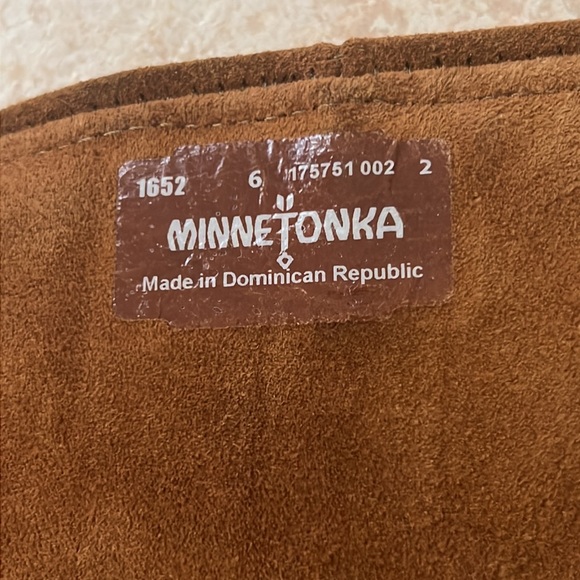 1652 6 175751 002 2
MINNETONKA
Made in Dominican Republic